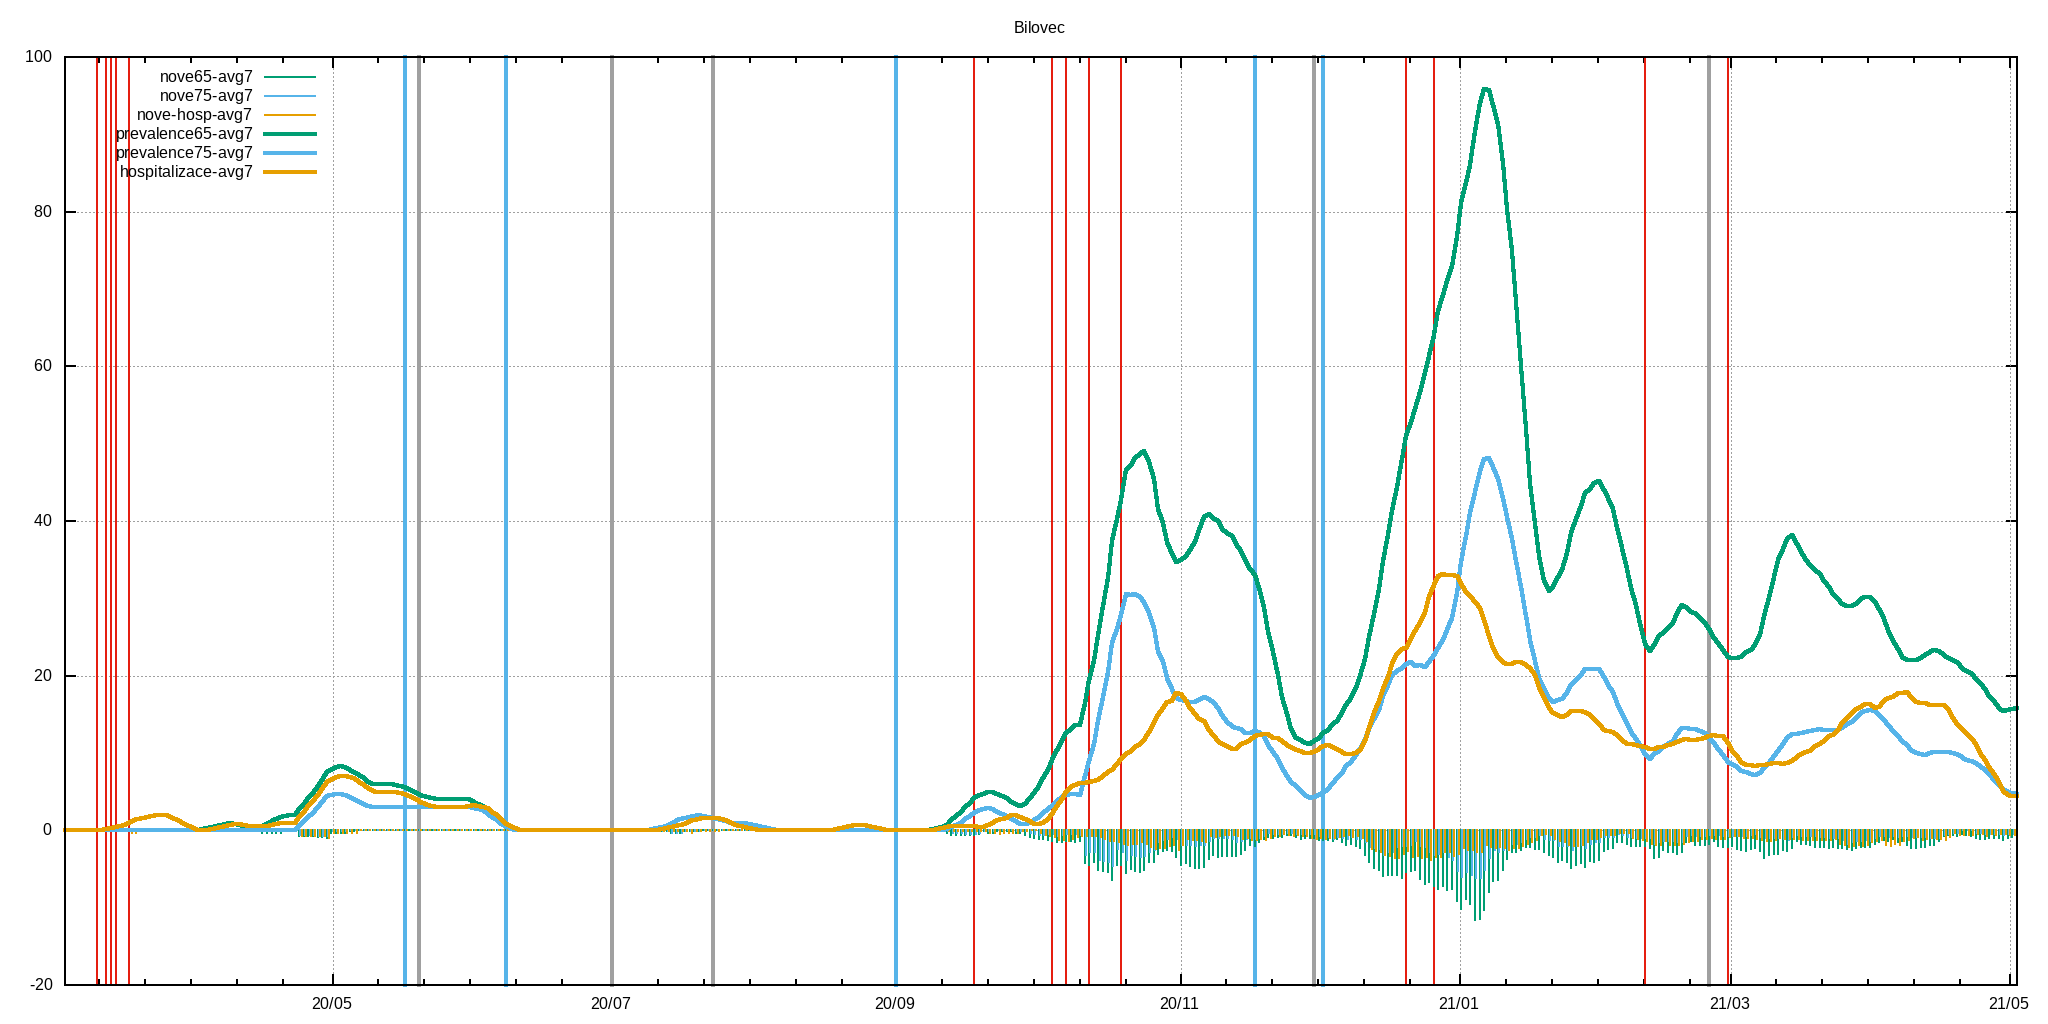 Bilovec
100
80
60
40
20
0
-20
nove65-avg7
nove75-avg7
nove-hosp-avg7
prevalence65-avg7
prevalence75-avg7
hospitalizace-avg7
20/05 20/07 20/09 20/11 21/01 21/03 21/05